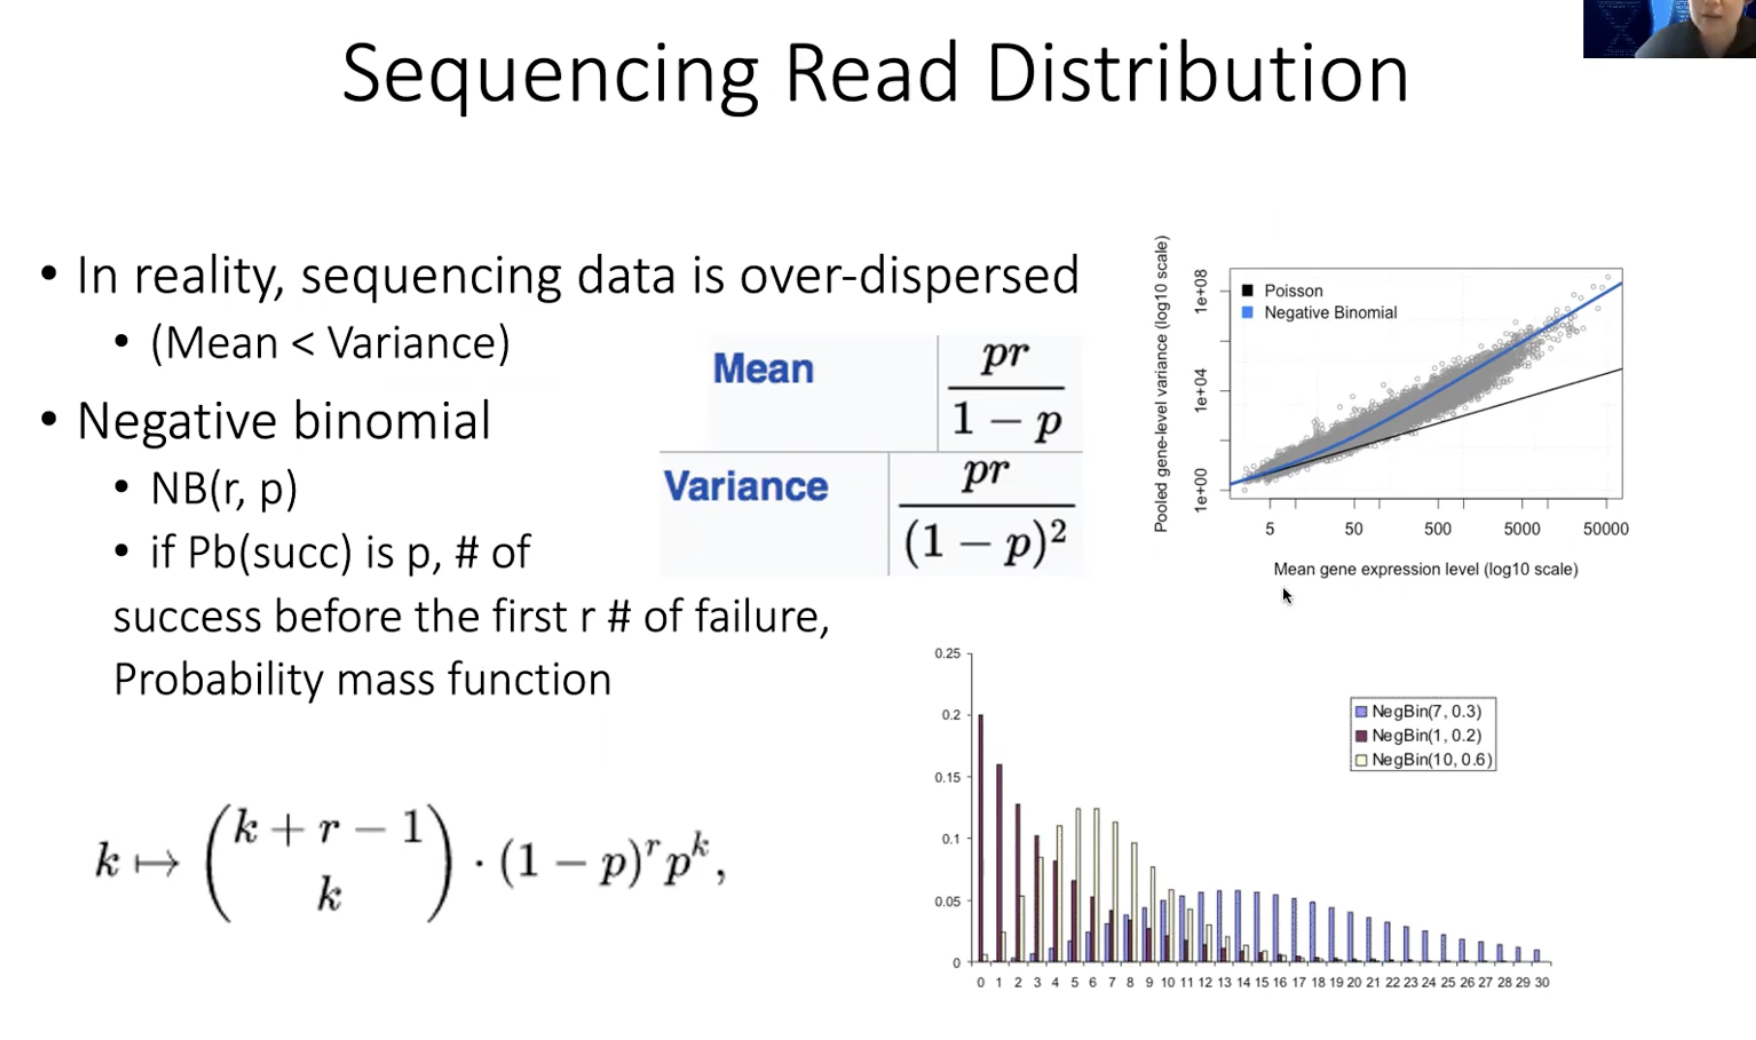 Sequencing Read Distribution
• In reality, sequencing data is over-dispersed
• (Mean < Variance)
• Negative binomial
• NB(r, p)
• if Pb(succ) is p, # of
success before the first r # of failure,
Probability mass function
k ↦ (k + r − 1 k) · (1 − p)^r p^k,
Mean pr / 1 − p
Variance pr / (1 − p)^2
Pooled gene-level variance (log10 scale)
1e+08
1e+04
1e+00
Poisson
Negative Binomial
5 50 500 5000 50000
Mean gene expression level (log10 scale)
0.25
0.2
0.15
0.1
0.05
0
NegBin(7, 0.3)
NegBin(1, 0.2)
NegBin(10, 0.6)
0 1 2 3 4 5 6 7 8 9 10 11 12 13 14 15 16 17 18 19 20 21 22 23 24 25 26 27 28 29 30